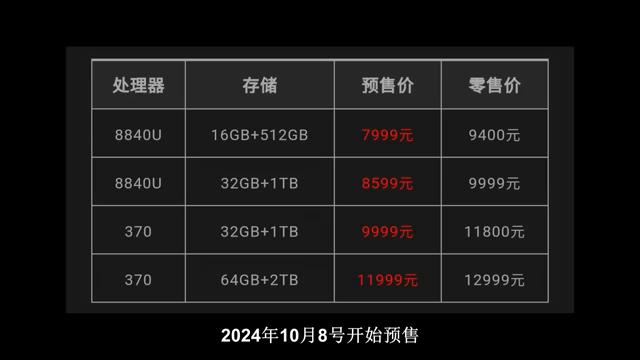 处理器 存储 预售价 零售价
8840U 16GB+512GB 7999元 9400元
8840U 32GB+1TB 8599元 9999元
370 32GB+1TB 9999元 11800元
370 64GB+2TB 11999元 12999元
2024年10月8号开始预售